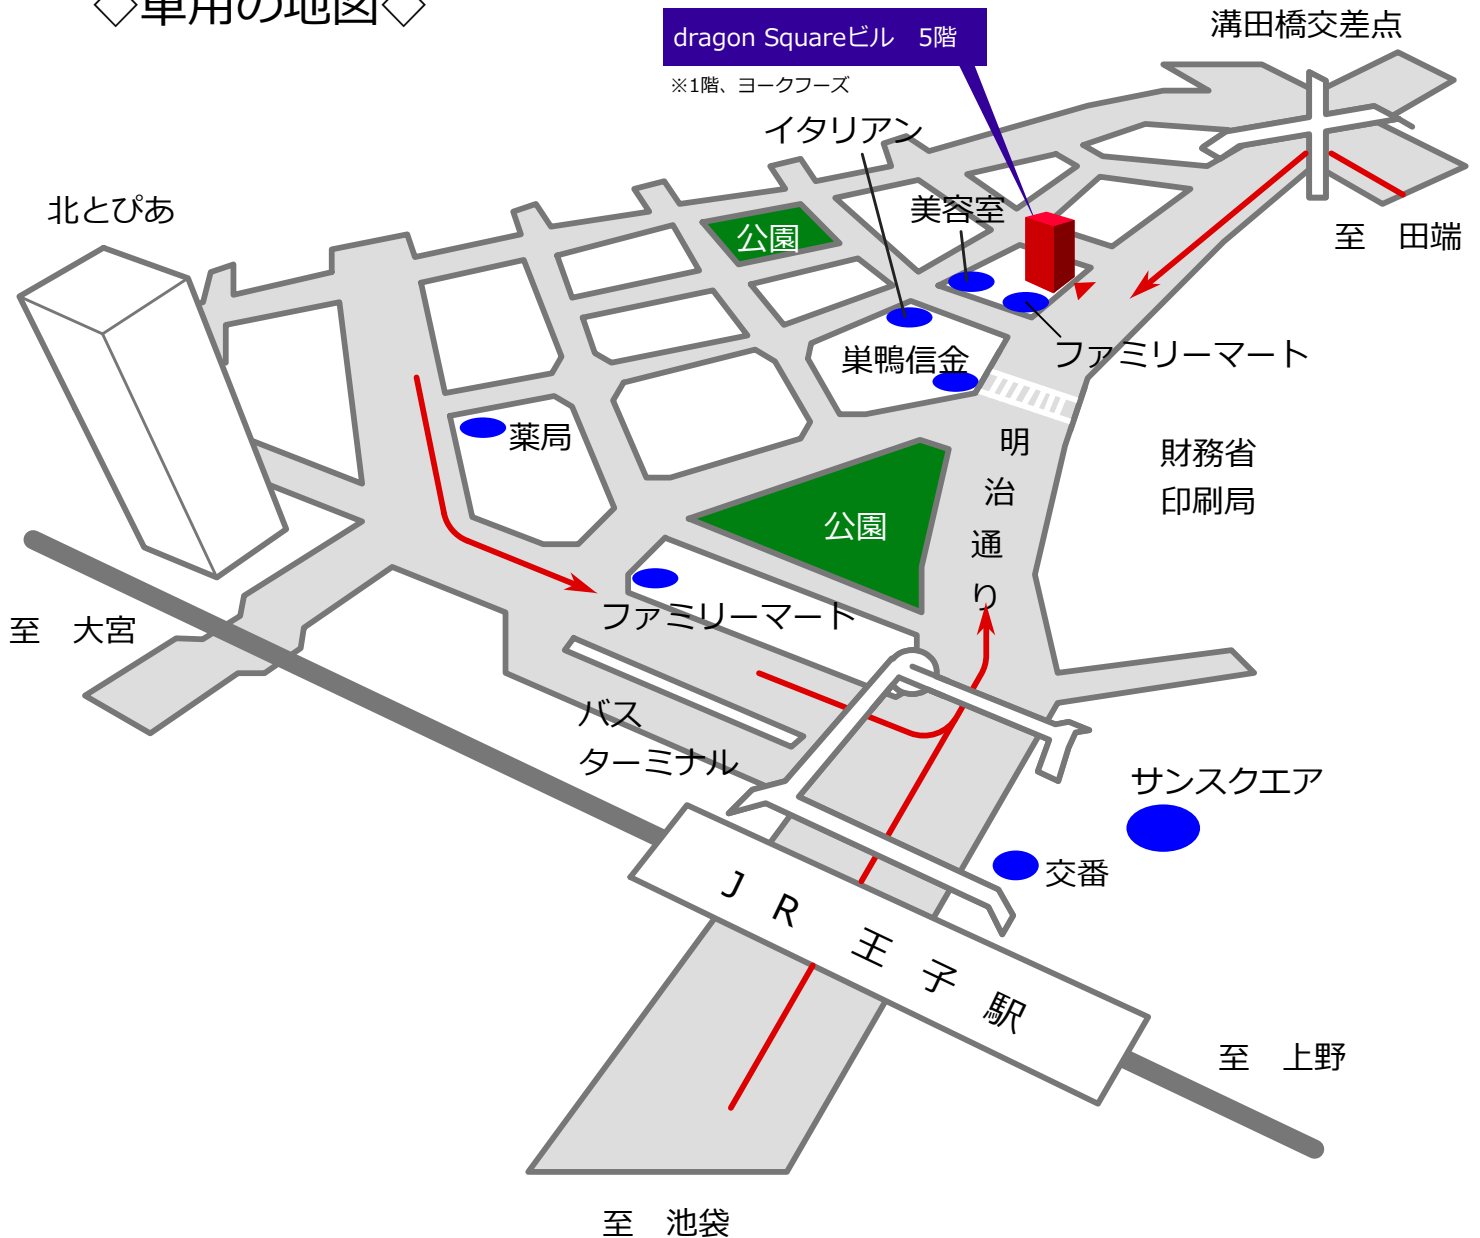 ◇車用の地図◇
溝田橋交差点
dragon Squareビル　5階
※1階、ヨークフーズ
イタリアン
北とぴあ
美容室
公園
至　田端
巣鴨信金
ファミリーマート
薬局
明治通り
財務省
印刷局
公園
至　大宮
ファミリーマート
バス
ターミナル
サンスクエア
交番
ＪＲ　王子駅
至　上野
至　池袋